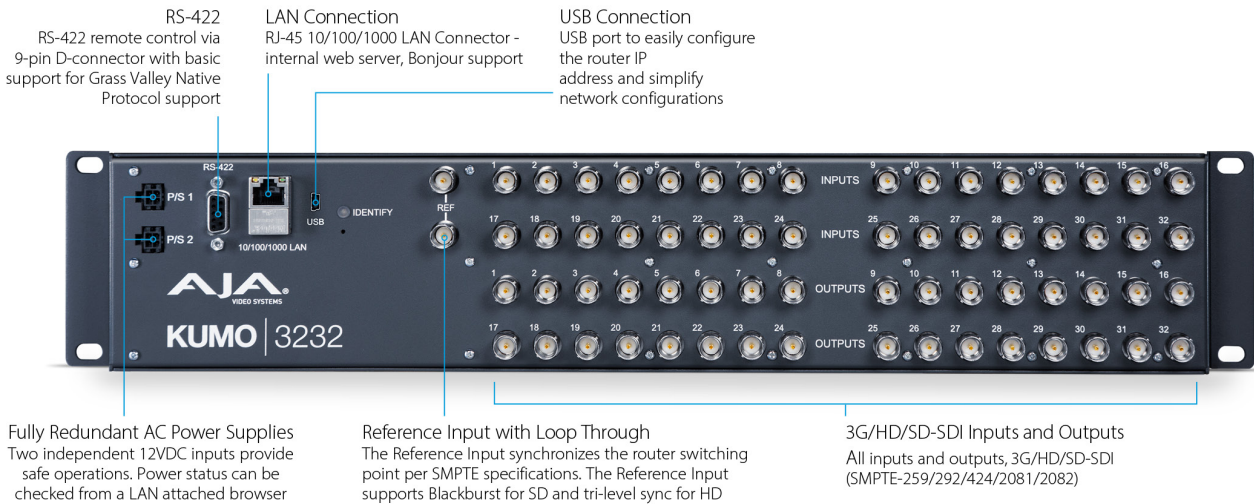 RS-422
RS-422 remote control via
9-pin D-connector with basic
support for Grass Valley Native
Protocol support
LAN Connection
RJ-45 10/100/1000 LAN Connector -
internal web server, Bonjour support
USB Connection
USB port to easily configure
the router IP
address and simplify
network configurations
P/S 1
P/S 2
RS-422
10/100/1000 LAN
USB
IDENTIFY
REF
1 2 3 4 5 6 7 8 INPUTS 9 10 11 12 13 14 15 16
17 18 19 20 21 22 23 24 INPUTS 25 26 27 28 29 30 31 32
1 2 3 4 5 6 7 8 OUTPUTS 9 10 11 12 13 14 15 16
17 18 19 20 21 22 23 24 OUTPUTS 25 26 27 28 29 30 31 32
AJA®
VIDEO SYSTEMS
KUMO 3232
Fully Redundant AC Power Supplies
Two independent 12VDC inputs provide
safe operations. Power status can be
checked from a LAN attached browser
Reference Input with Loop Through
The Reference Input synchronizes the router switching
point per SMPTE specifications. The Reference Input
supports Blackburst for SD and tri-level sync for HD
3G/HD/SD-SDI Inputs and Outputs
All inputs and outputs, 3G/HD/SD-SDI
(SMPTE-259/292/424/2081/2082)